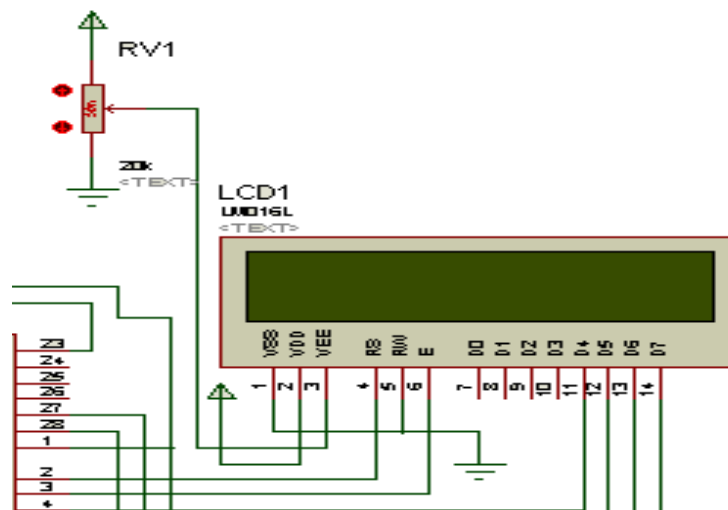 RV1
20k
<TEXT>
LCD1
LM016L
<TEXT>
VSS VDD VEE RS RW E D0 D1 D2 D3 D4 D5 D6 D7
1 2 3 4 5 6 7 8 9 10 11 12 13 14
23
24
25
26
27
28
1
2
3
4